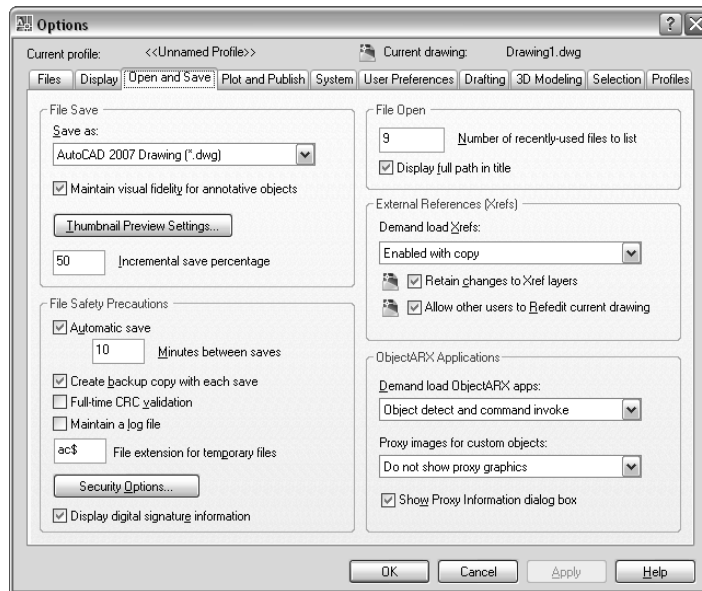 Options
Current profile: <<Unnamed Profile>> Current drawing: Drawing1.dwg
Files Display Open and Save Plot and Publish System User Preferences Drafting 3D Modeling Selection Profiles
File Save
Save as:
AutoCAD 2007 Drawing (*.dwg)
Maintain visual fidelity for annotative objects
Thumbnail Preview Settings...
50 Incremental save percentage
File Safety Precautions
Automatic save
10 Minutes between saves
Create backup copy with each save
Full-time CRC validation
Maintain a log file
ac$ File extension for temporary files
Security Options...
Display digital signature information
File Open
9 Number of recently-used files to list
Display full path in title
External References (Xrefs)
Demand load Xrefs:
Enabled with copy
Retain changes to Xref layers
Allow other users to Refedit current drawing
ObjectARX Applications
Demand load ObjectARX apps:
Object detect and command invoke
Proxy images for custom objects:
Do not show proxy graphics
Show Proxy Information dialog box
OK Cancel Apply Help